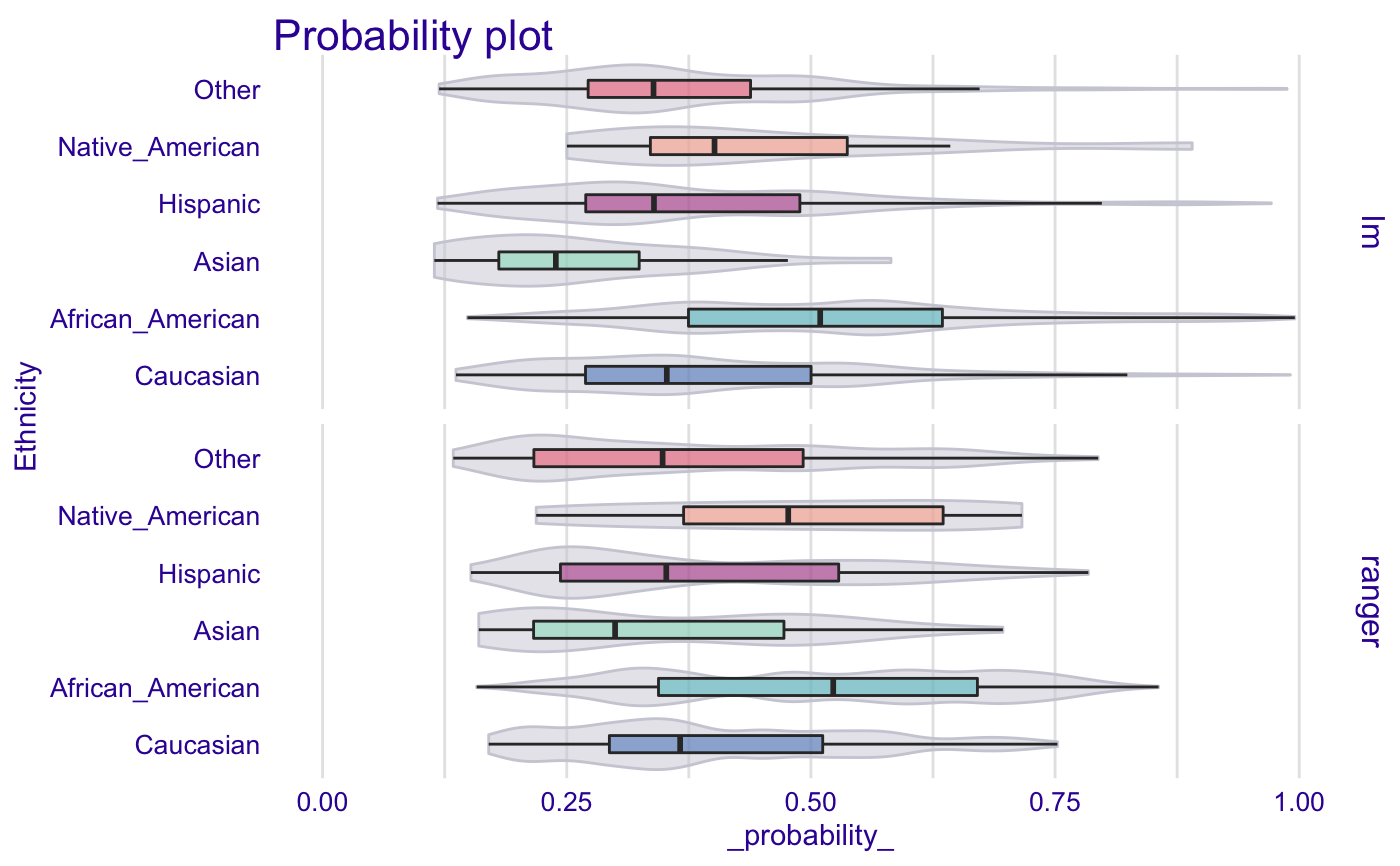 Probability plot
Other
Native_American
Hispanic
Asian
African_American
Caucasian
lm
Ethnicity
Other
Native_American
Hispanic
Asian
African_American
Caucasian
ranger
0.00 0.25 0.50 0.75 1.00
_probability_